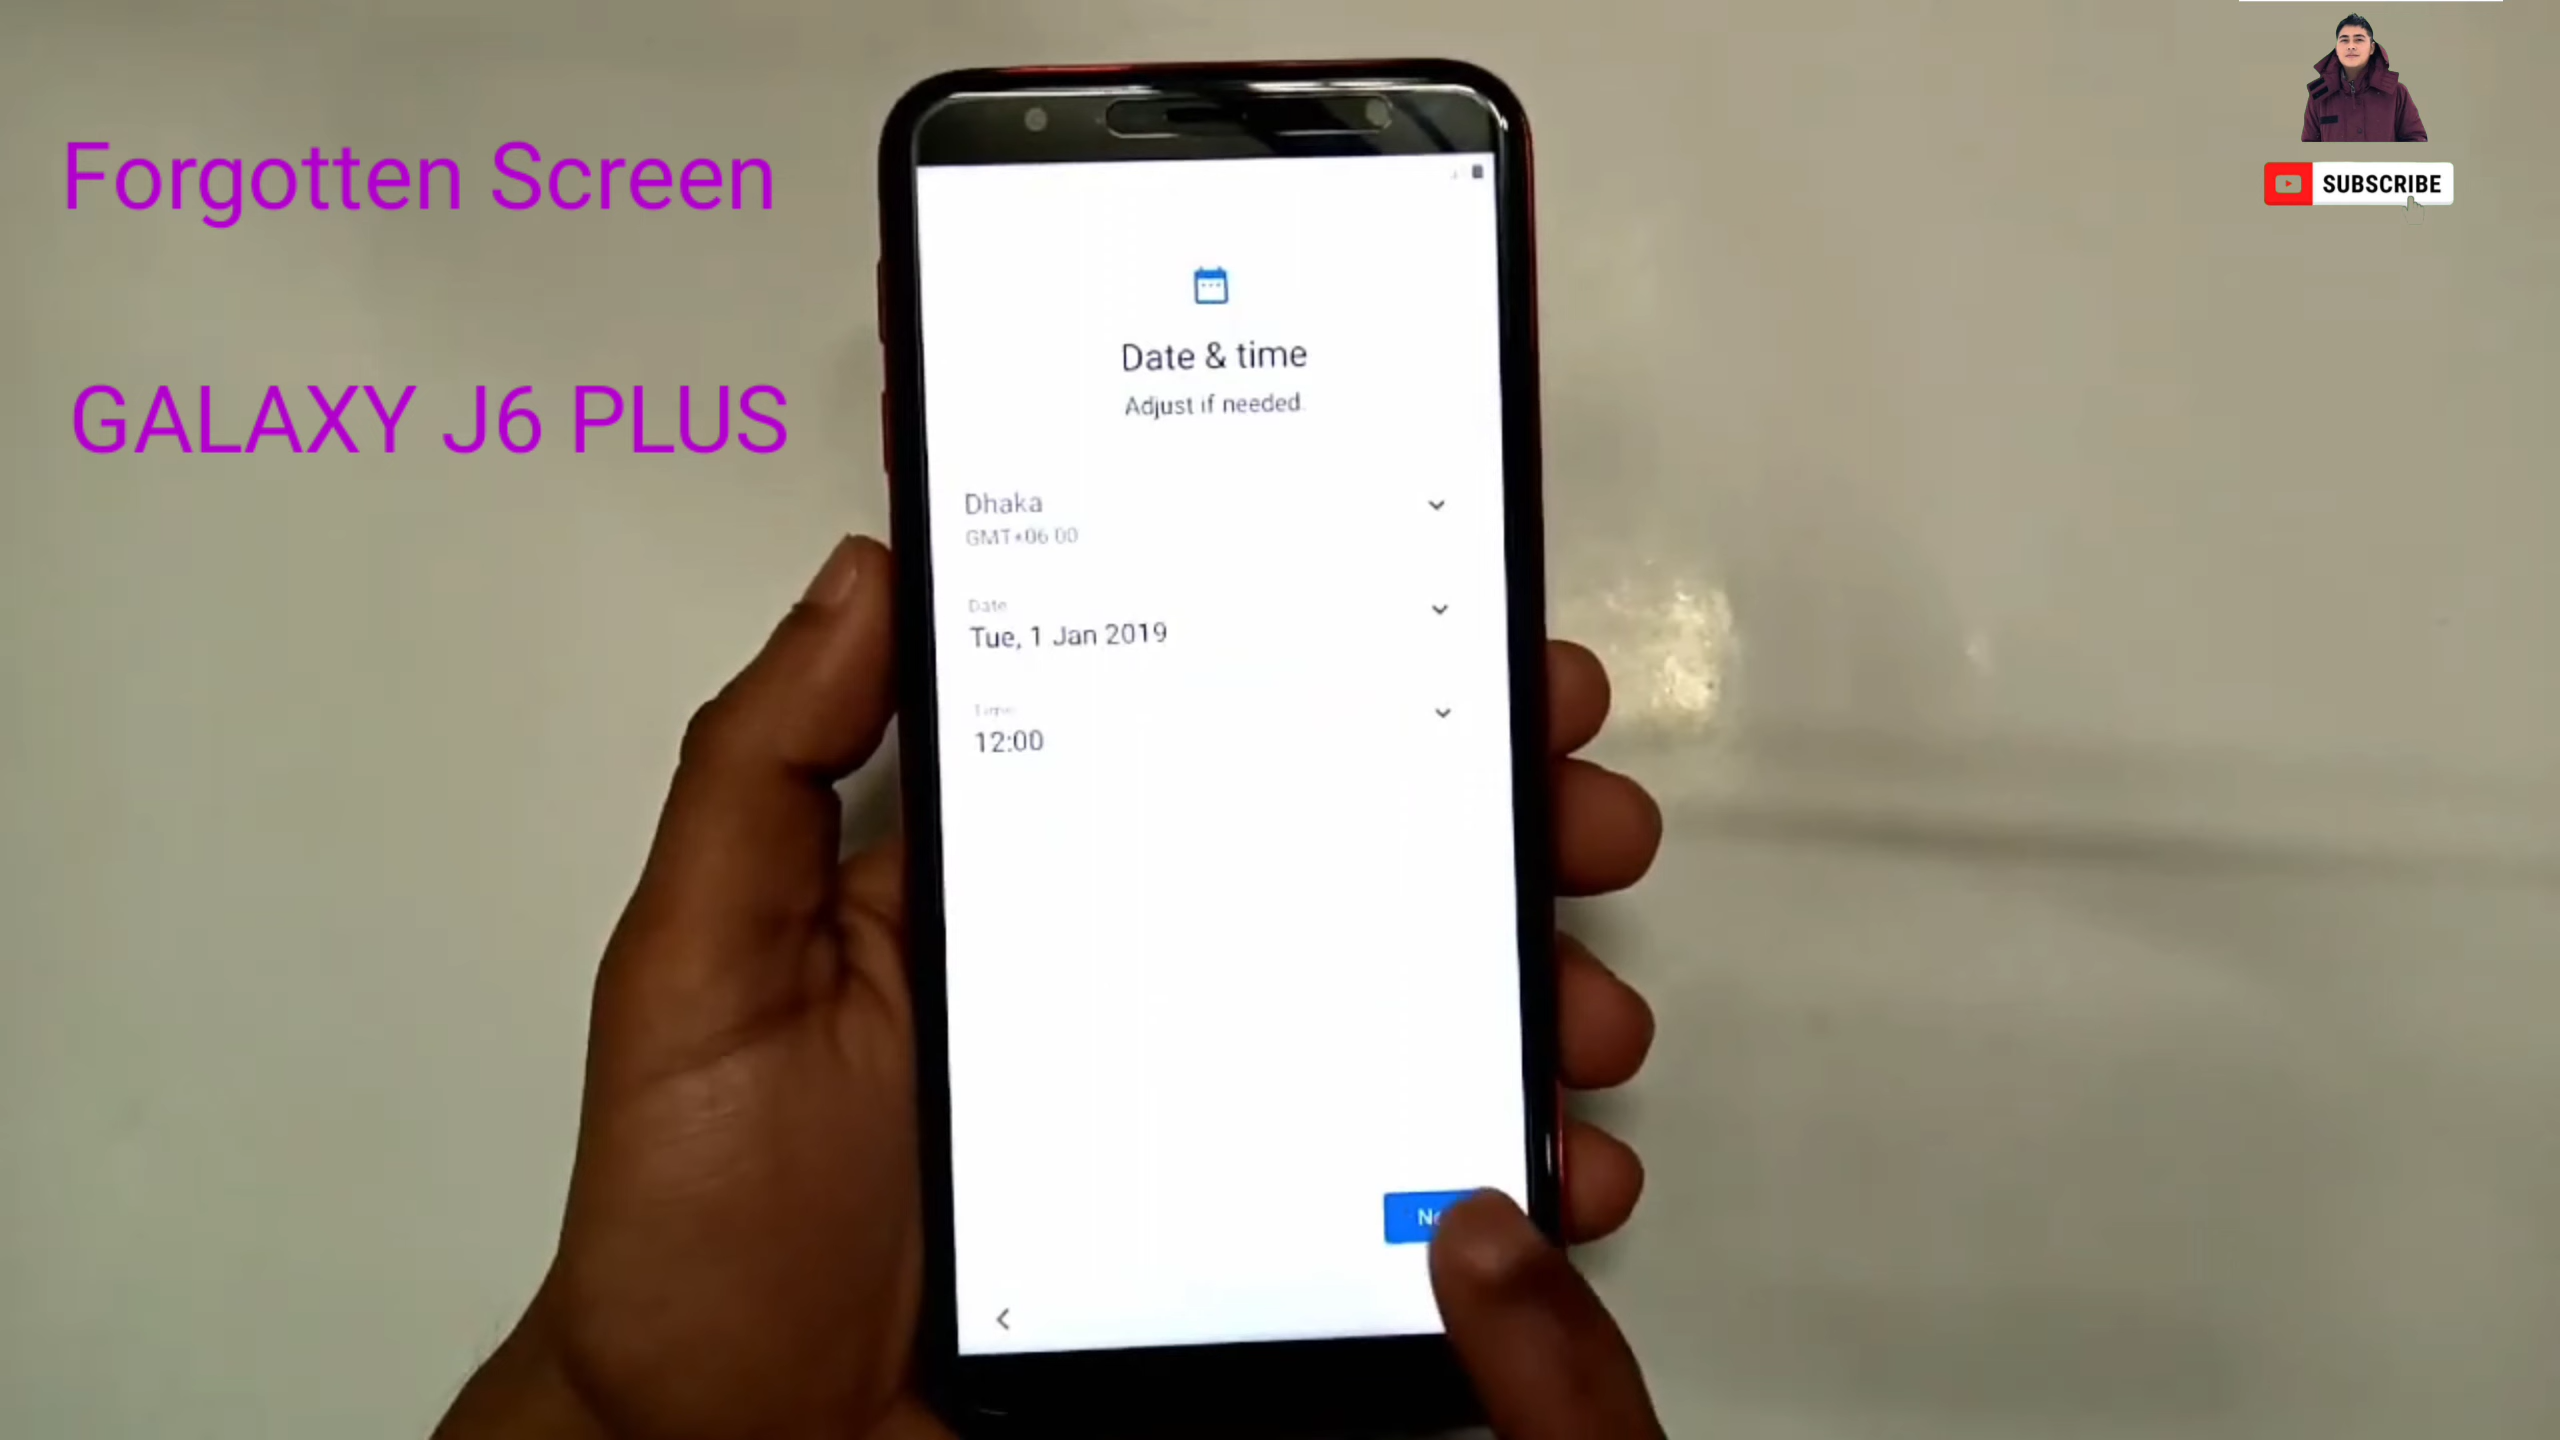 Forgotten Screen
GALAXY J6 PLUS
SUBSCRIBE
Date & time
Adjust if needed.
Dhaka
GMT+06:00
Date
Tue, 1 Jan 2019
Time
12:00